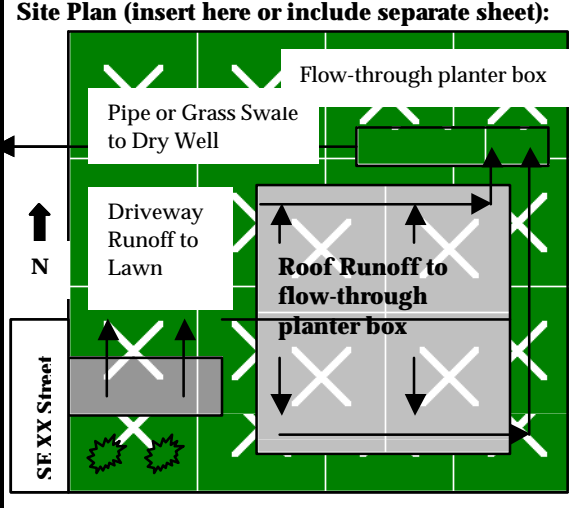 Site Plan (insert here or include separate sheet):
Flow-through planter box
Pipe or Grass Swale
to Dry Well
Driveway
Runoff to
Lawn
N
Roof Runoff to
flow-through
planter box
SE XX Street